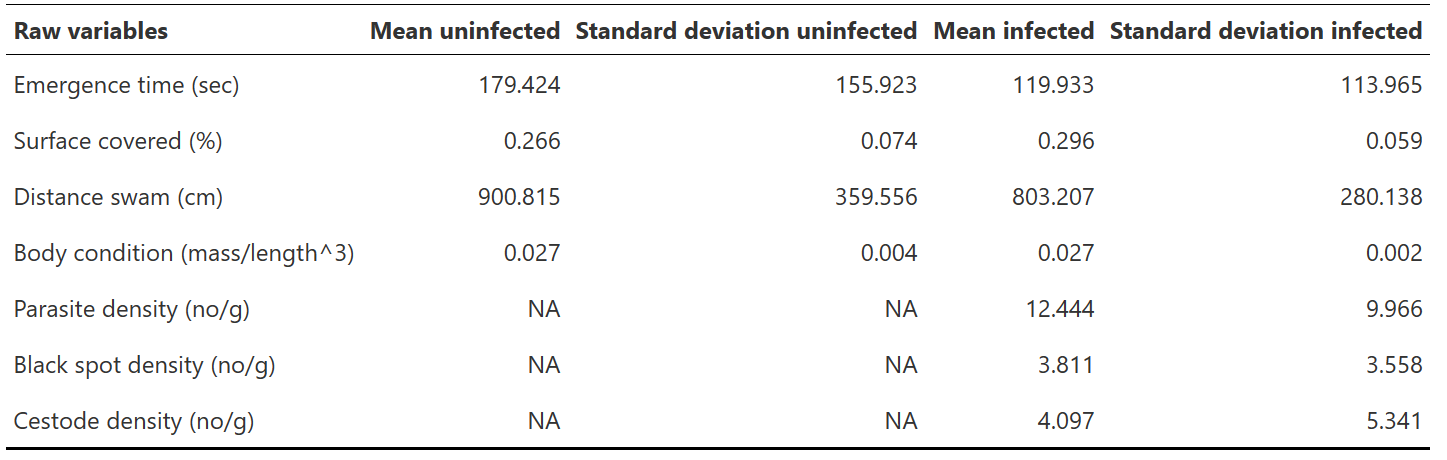 Raw variables Mean uninfected Standard deviation uninfected Mean infected Standard deviation infected
Emergence time (sec) 179.424 155.923 119.933 113.965
Surface covered (%) 0.266 0.074 0.296 0.059
Distance swam (cm) 900.815 359.556 803.207 280.138
Body condition (mass/length^3) 0.027 0.004 0.027 0.002
Parasite density (no/g) NA NA 12.444 9.966
Black spot density (no/g) NA NA 3.811 3.558
Cestode density (no/g) NA NA 4.097 5.341